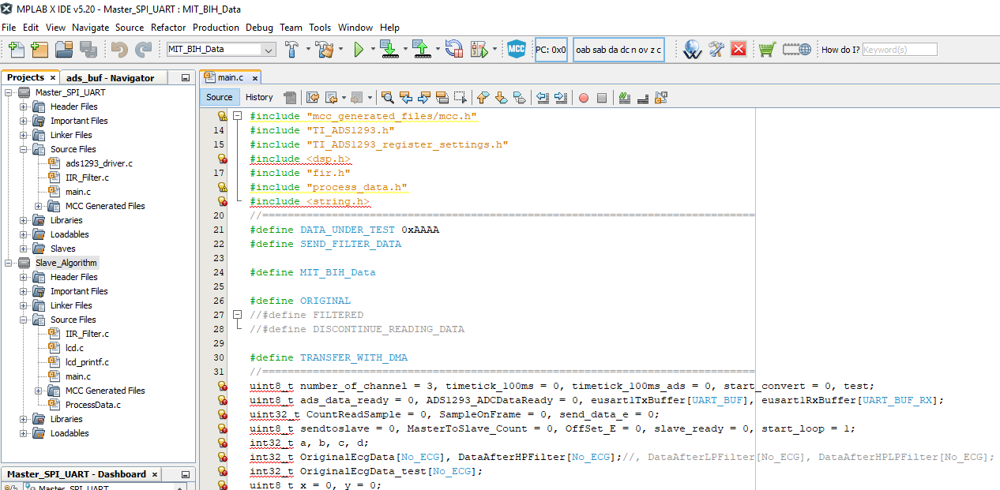 MPLAB X IDE v5.20 - Master_SPI_UART : MIT_BIH_Data
File Edit View Navigate Source Refactor Production Debug Team Tools Window Help
MIT_BIH_Data
MCC
PC: 0x0
oab sab da dc n ov z c
How do I? Keyword(s)
Projects ×
ads_buf - Navigator
Master_SPI_UART
Header Files
Important Files
Linker Files
Source Files
ads1293_driver.c
IIR_Filter.c
main.c
MCC Generated Files
Libraries
Loadables
Slaves
Slave_Algorithm
Header Files
Important Files
Linker Files
Source Files
IIR_Filter.c
lcd.c
lcd_printf.c
main.c
MCC Generated Files
ProcessData.c
Libraries
Loadables
Master_SPI_UART - Dashboard ×
Master_SPI_UART
main.c ×
Source History
#include "mcc_generated_files/mcc.h"
14 #include "TI_ADS1293.h"
15 #include "TI_ADS1293_register_settings.h"
#include <dsp.h>
17 #include "fir.h"
#include "process_data.h"
#include <string.h>
20 //==============================================================================
21 #define DATA_UNDER_TEST 0xAAAA
22 #define SEND_FILTER_DATA
23
24 #define MIT_BIH_Data
25
26 #define ORIGINAL
27 //#define FILTERED
28 //#define DISCONTINUE_READING_DATA
29
30 #define TRANSFER_WITH_DMA
31 //==============================================================================
uint8_t number_of_channel = 3, timetick_100ms = 0, timetick_100ms_ads = 0, start_convert = 0, test;
uint8_t ads_data_ready = 0, ADS1293_ADCDataReady = 0, eusart1TxBuffer[UART_BUF], eusart1RxBuffer[UART_BUF_RX];
uint32_t CountReadSample = 0, SampleOnFrame = 0, send_data_e = 0;
uint8_t sendtoslave = 0, MasterToSlave_Count = 0, OffSet_E = 0, slave_ready = 0, start_loop = 1;
int32_t a, b, c, d;
int32_t OriginalEcgData[No_ECG], DataAfterHPFilter[No_ECG];//, DataAfterLPFilter[No_ECG], DataAfterHPLPFilter[No_ECG];
int32_t OriginalEcgData_test[No_ECG];
uint8_t x = 0, y = 0;